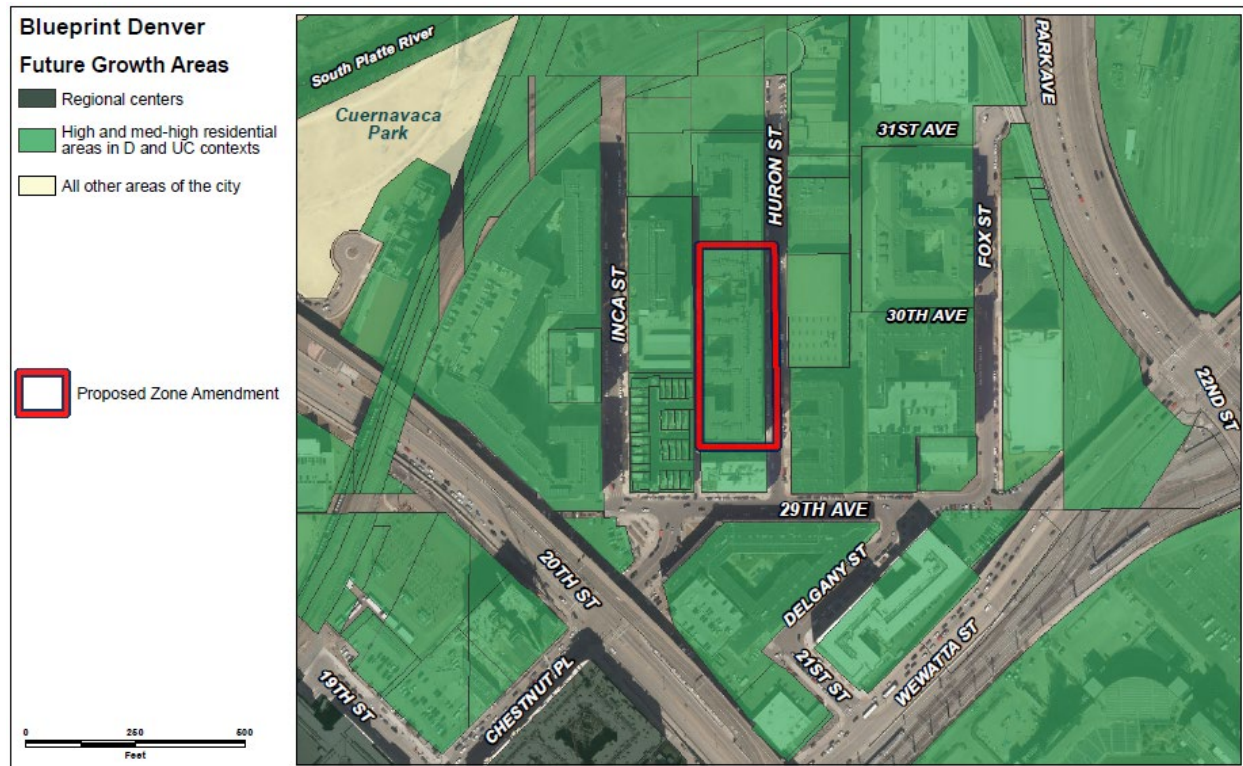 Blueprint Denver
Future Growth Areas
Regional centers
High and med-high residential
areas in D and UC contexts
All other areas of the city
Proposed Zone Amendment
0 250 500
Feet
South Platte River
Cuernavaca
Park
PARK AVE
31ST AVE
HURON ST
FOX ST
INCA ST
30TH AVE
22ND ST
29TH AVE
20TH ST
DELGANY ST
21ST ST
WEWATTA ST
19TH ST
CHESTNUT PL